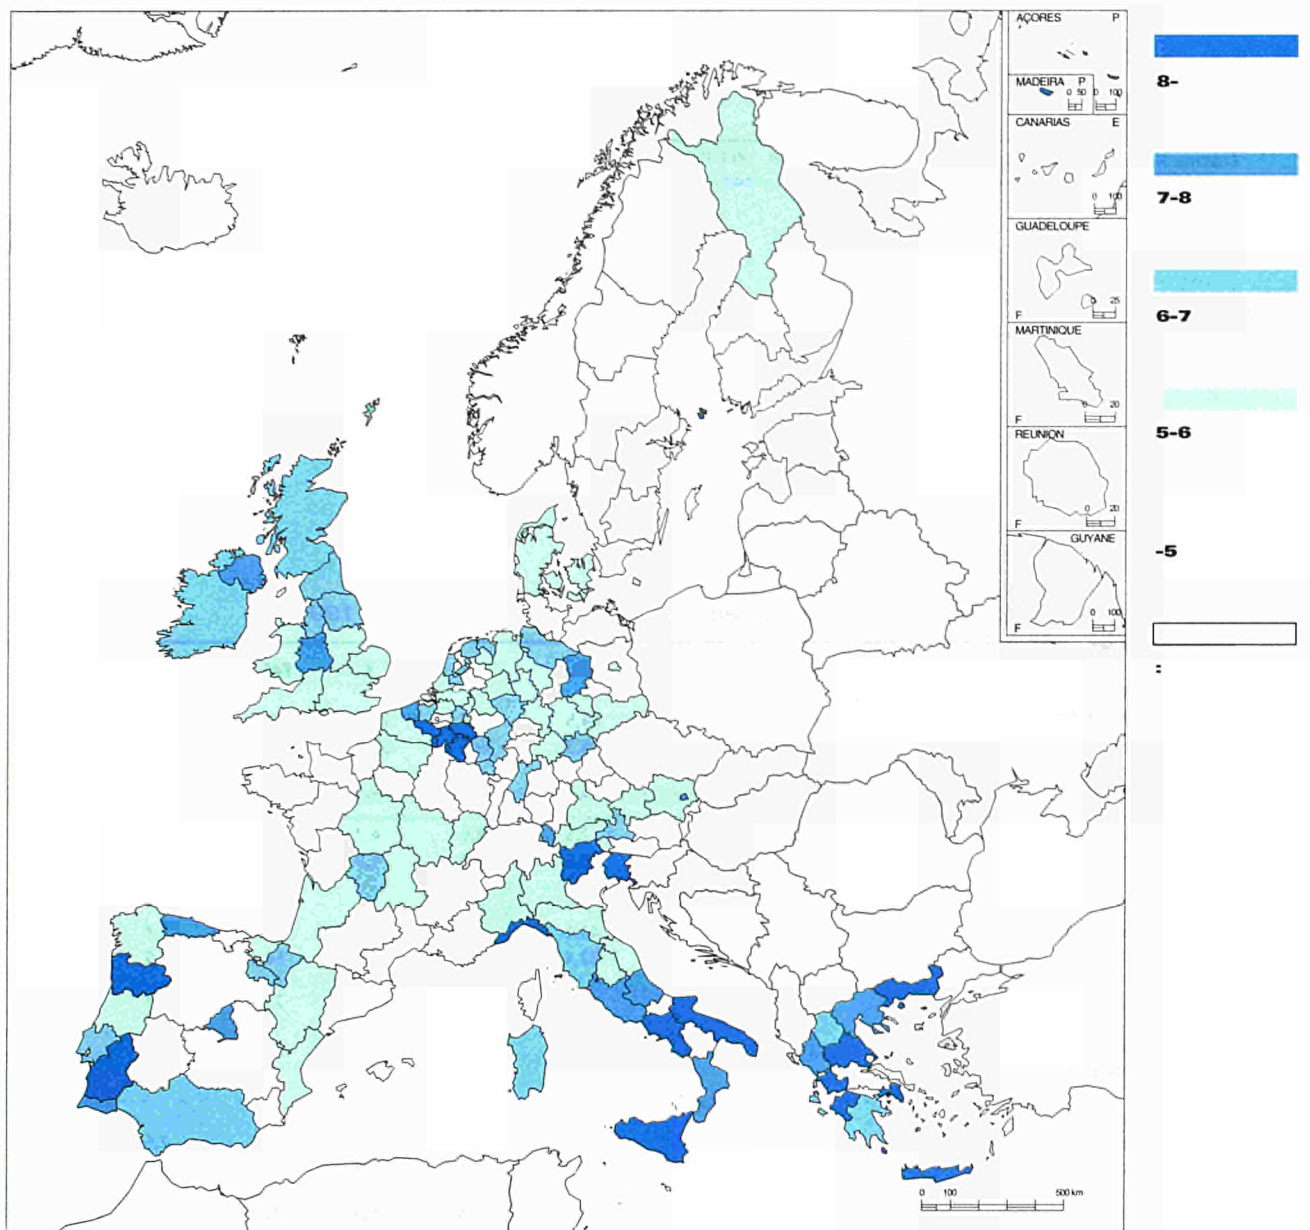 AÇORES P
MADEIRA P
0 50 0 100
CANARIAS E
0 100
GUADELOUPE
0 25
F
MARTINIQUE
0 20
F
REUNION
0 20
F
GUYANE
0 100
F
0 100 500 km
8-
7-8
6-7
5-6
-5
: